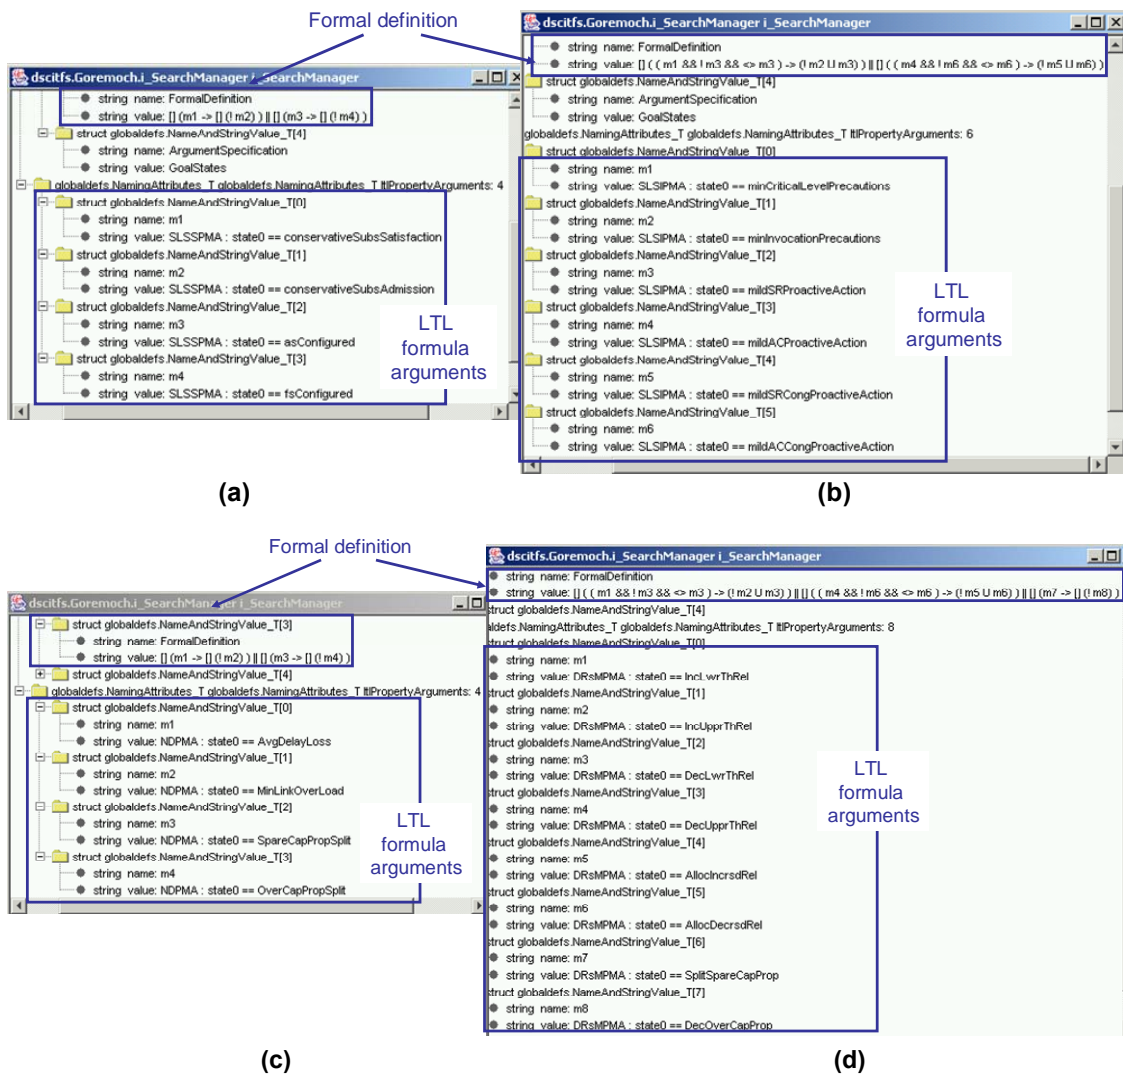 Formal definition
dscitfs.Goremoch.i_SearchManager i_SearchManager
string name: FormalDefinition
string value: [] (m1 -> [] (! m2) ) || [] (m3 -> [] (! m4) )
struct globaldefs.NameAndStringValue_T[4]
string name: ArgumentSpecification
string value: GoalStates
globaldefs.NamingAttributes_T globaldefs.NamingAttributes_T ltlPropertyArguments: 4
struct globaldefs.NameAndStringValue_T[0]
string name: m1
string value: SLSSPMA : state0 == conservativeSubsSatisfaction
struct globaldefs.NameAndStringValue_T[1]
string name: m2
string value: SLSSPMA : state0 == conservativeSubsAdmission
struct globaldefs.NameAndStringValue_T[2]
string name: m3
string value: SLSSPMA : state0 == asConfigured
struct globaldefs.NameAndStringValue_T[3]
string name: m4
string value: SLSSPMA : state0 == fsConfigured
LTL
formula
arguments
(a)
dscitfs.Goremoch.i_SearchManager i_SearchManager
string name: FormalDefinition
string value: [] ( ( m1 && ! m3 && <> m3 ) -> (! m2 U m3) ) || [] ( ( m4 && ! m6 && <> m6 ) -> (! m5 U m6) )
struct globaldefs.NameAndStringValue_T[4]
string name: ArgumentSpecification
string value: GoalStates
globaldefs.NamingAttributes_T globaldefs.NamingAttributes_T ltlPropertyArguments: 6
struct globaldefs.NameAndStringValue_T[0]
string name: m1
string value: SLSIPMA : state0 == minCriticalLevelPrecautions
struct globaldefs.NameAndStringValue_T[1]
string name: m2
string value: SLSIPMA : state0 == minInvocationPrecautions
struct globaldefs.NameAndStringValue_T[2]
string name: m3
string value: SLSIPMA : state0 == mildSRProactiveAction
struct globaldefs.NameAndStringValue_T[3]
string name: m4
string value: SLSIPMA : state0 == mildACProactiveAction
struct globaldefs.NameAndStringValue_T[4]
string name: m5
string value: SLSIPMA : state0 == mildSRCongProactiveAction
struct globaldefs.NameAndStringValue_T[5]
string name: m6
string value: SLSIPMA : state0 == mildACCongProactiveAction
LTL
formula
arguments
(b)
Formal definition
dscitfs.Goremoch.i_SearchManager i_SearchManager
struct globaldefs.NameAndStringValue_T[3]
string name: FormalDefinition
string value: [] (m1 -> [] (! m2) ) || [] (m3 -> [] (! m4) )
struct globaldefs.NameAndStringValue_T[4]
globaldefs.NamingAttributes_T globaldefs.NamingAttributes_T ltlPropertyArguments: 4
struct globaldefs.NameAndStringValue_T[0]
string name: m1
string value: NDPMA : state0 == AvgDelayLoss
struct globaldefs.NameAndStringValue_T[1]
string name: m2
string value: NDPMA : state0 == MinLinkOverLoad
struct globaldefs.NameAndStringValue_T[2]
string name: m3
string value: NDPMA : state0 == SpareCapPropSplit
struct globaldefs.NameAndStringValue_T[3]
string name: m4
string value: NDPMA : state0 == OverCapPropSplit
LTL
formula
arguments
(c)
dscitfs.Goremoch.i_SearchManager i_SearchManager
string name: FormalDefinition
string value: [] ( ( m1 && ! m3 && <> m3 ) -> (! m2 U m3) ) || [] ( ( m4 && ! m6 && <> m6 ) -> (! m5 U m6) ) || [] (m7 -> [] (! m8) )
struct globaldefs.NameAndStringValue_T[4]
aldefs.NamingAttributes_T globaldefs.NamingAttributes_T ltlPropertyArguments: 8
struct globaldefs.NameAndStringValue_T[0]
string name: m1
string value: DRsMPMA : state0 == IncLwrThRel
struct globaldefs.NameAndStringValue_T[1]
string name: m2
string value: DRsMPMA : state0 == IncUpprThRel
struct globaldefs.NameAndStringValue_T[2]
string name: m3
string value: DRsMPMA : state0 == DecLwrThRel
struct globaldefs.NameAndStringValue_T[3]
string name: m4
string value: DRsMPMA : state0 == DecUpprThRel
struct globaldefs.NameAndStringValue_T[4]
string name: m5
string value: DRsMPMA : state0 == AllocIncrsdRel
struct globaldefs.NameAndStringValue_T[5]
string name: m6
string value: DRsMPMA : state0 == AllocDecrsdRel
struct globaldefs.NameAndStringValue_T[6]
string name: m7
string value: DRsMPMA : state0 == SplitSpareCapProp
struct globaldefs.NameAndStringValue_T[7]
string name: m8
string value: DRsMPMA : state0 == DecOverCapProp
LTL
formula
arguments
(d)